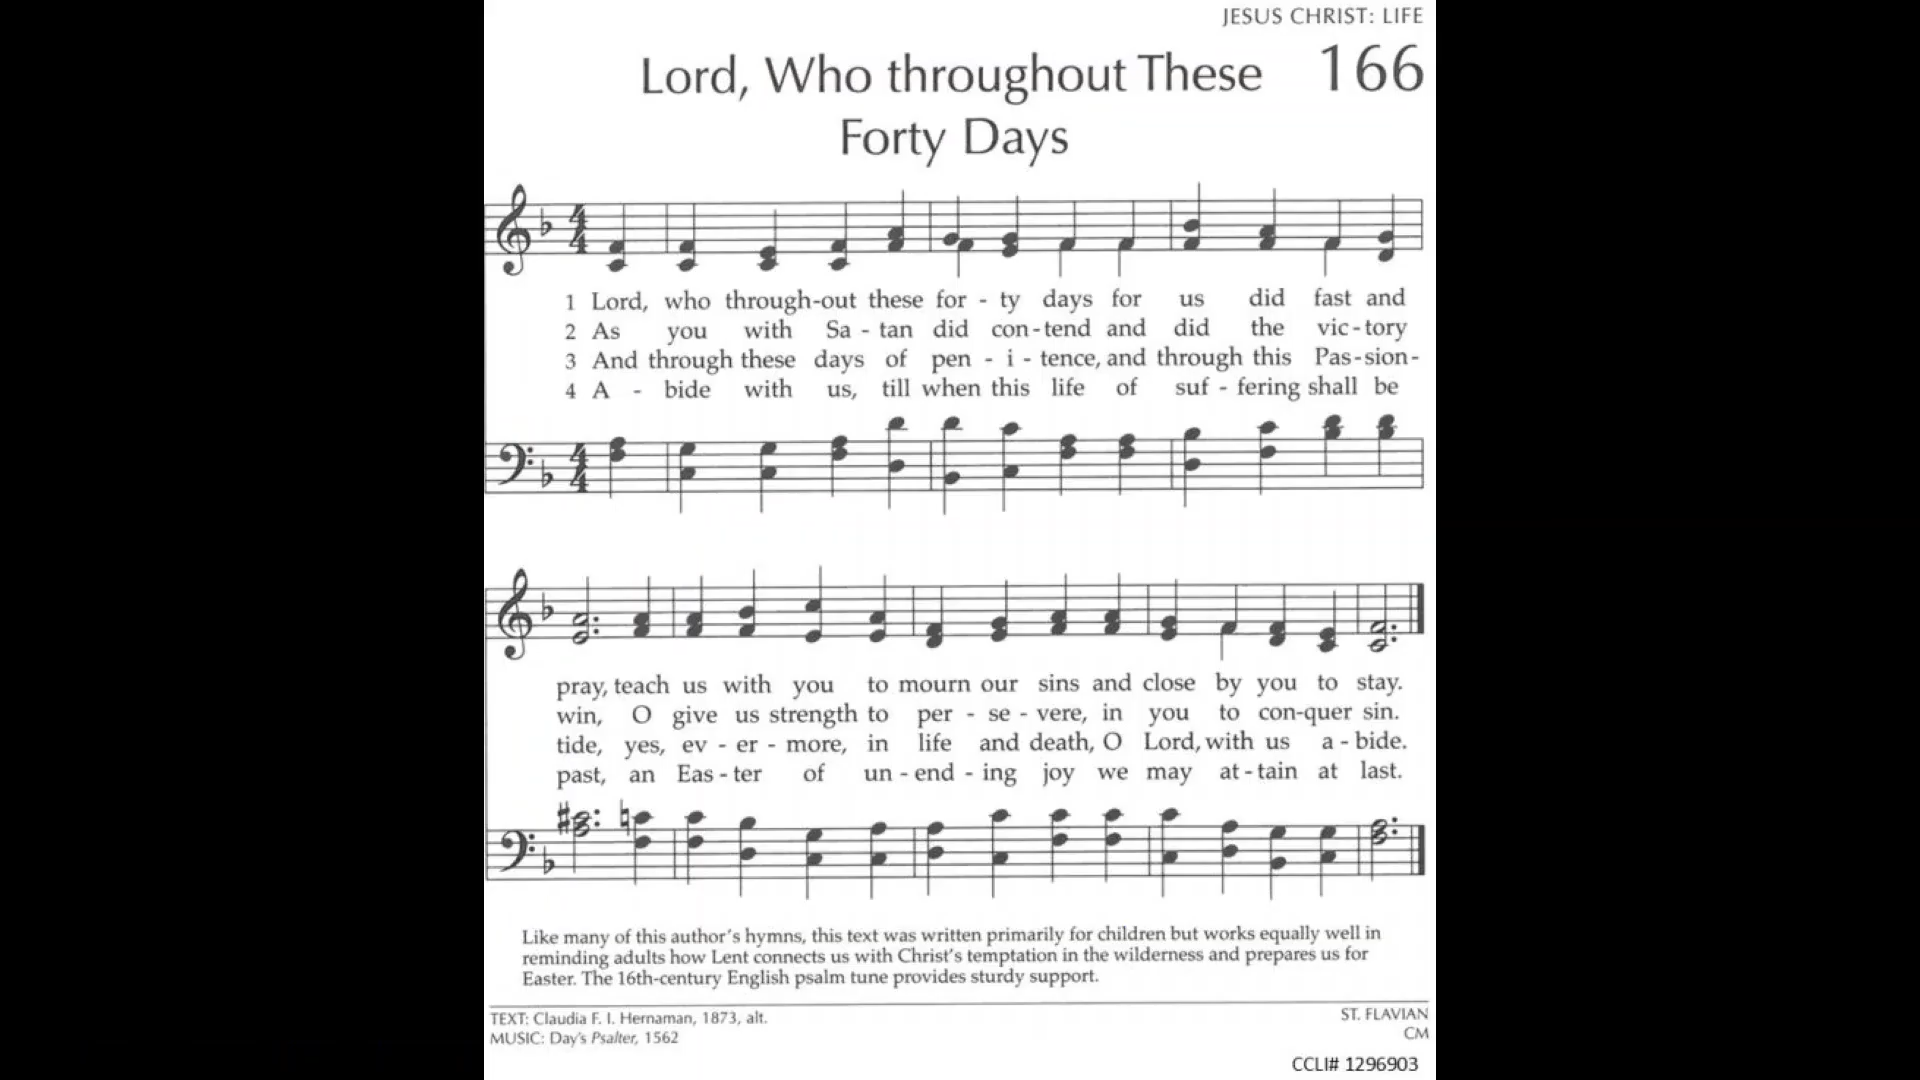 JESUS CHRIST: LIFE
Lord, Who throughout These 166
Forty Days
1 Lord, who through-out these for - ty days for us did fast and
2 As you with Sa - tan did con - tend and did the vic - tory
3 And through these days of pen - i - tence, and through this Pas - sion -
4 A - bide with us, till when this life of suf - fering shall be
pray, teach us with you to mourn our sins and close by you to stay.
win, O give us strength to per - se - vere, in you to con-quer sin.
tide, yes, ev - er - more, in life and death, O Lord, with us a - bide.
past, an Eas - ter of un - end - ing joy we may at - tain at last.
Like many of this author's hymns, this text was written primarily for children but works equally well in
reminding adults how Lent connects us with Christ's temptation in the wilderness and prepares us for
Easter. The 16th-century English psalm tune provides sturdy support.
TEXT: Claudia F. I. Hernaman, 1873, alt.
MUSIC: Day's Psalter, 1562
ST. FLAVIAN
CM
CCLI# 1296903